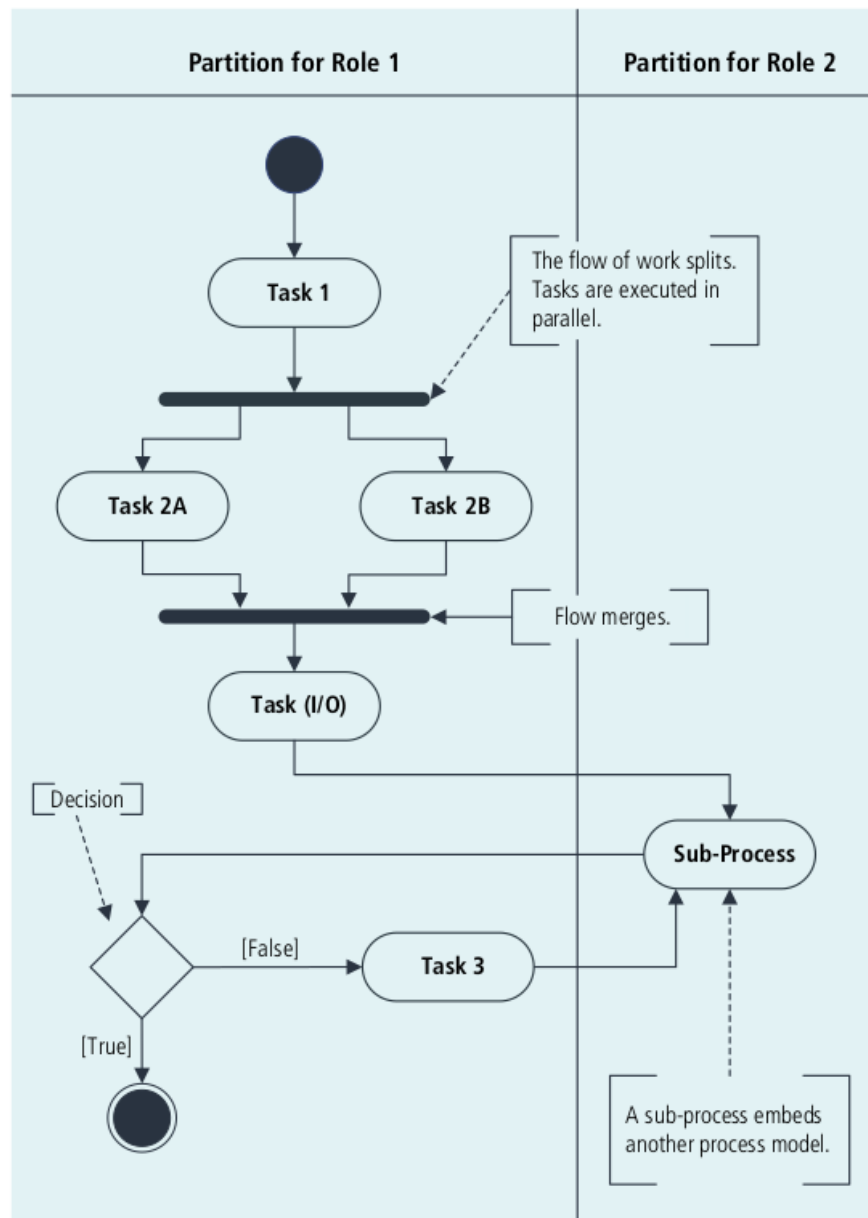 Partition for Role 1
Partition for Role 2
Task 1
The flow of work splits.
Tasks are executed in
parallel.
Task 2A
Task 2B
Flow merges.
Task (I/O)
Decision
Sub-Process
[False]
Task 3
[True]
A sub-process embeds
another process model.